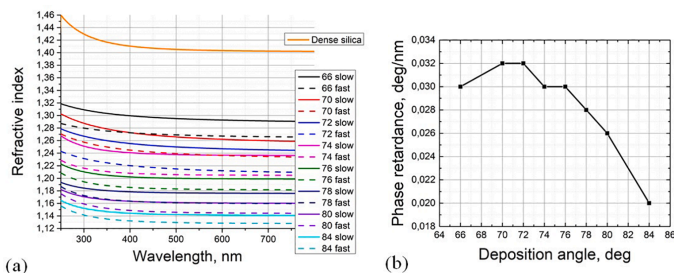 1,46
1,44
1,42
1,40
1,38
1,36
1,34
1,32
1,30
1,28
1,26
1,24
1,22
1,20
1,18
1,16
1,14
1,12
Refractive index
300 400 500 600 700
Wavelength, nm
Dense silica
66 slow
66 fast
70 slow
70 fast
72 slow
72 fast
74 slow
74 fast
76 slow
76 fast
78 slow
78 fast
80 slow
80 fast
84 slow
84 fast
(a)
0,034
0,032
0,030
0,028
0,026
0,024
0,022
0,020
0,018
Phase retardance, deg/nm
64 66 68 70 72 74 76 78 80 82 84 86
Deposition angle, deg
(b)